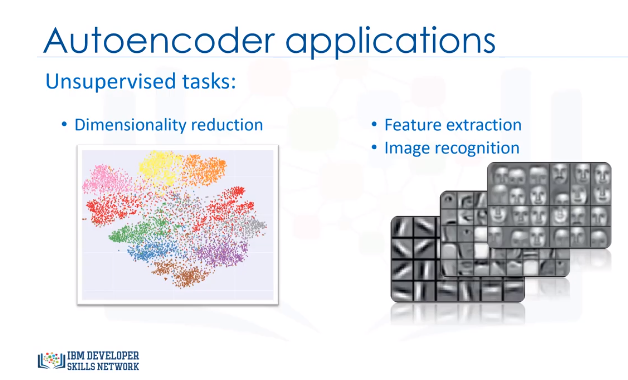 Autoencoder applications
Unsupervised tasks:
• Dimensionality reduction
• Feature extraction
• Image recognition
IBM DEVELOPER
SKILLS NETWORK